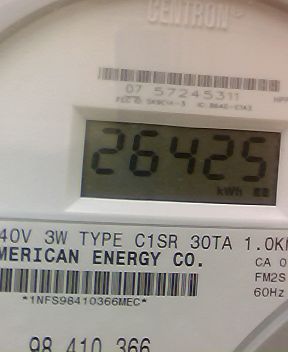 CENTRON
07 57245311
26425
kWh
40V 3W TYPE C1SR 30TA 1.0K
MERICAN ENERGY CO.
CA 0
FM2S
60Hz
*1NFS98410366MEC*
98 410 366